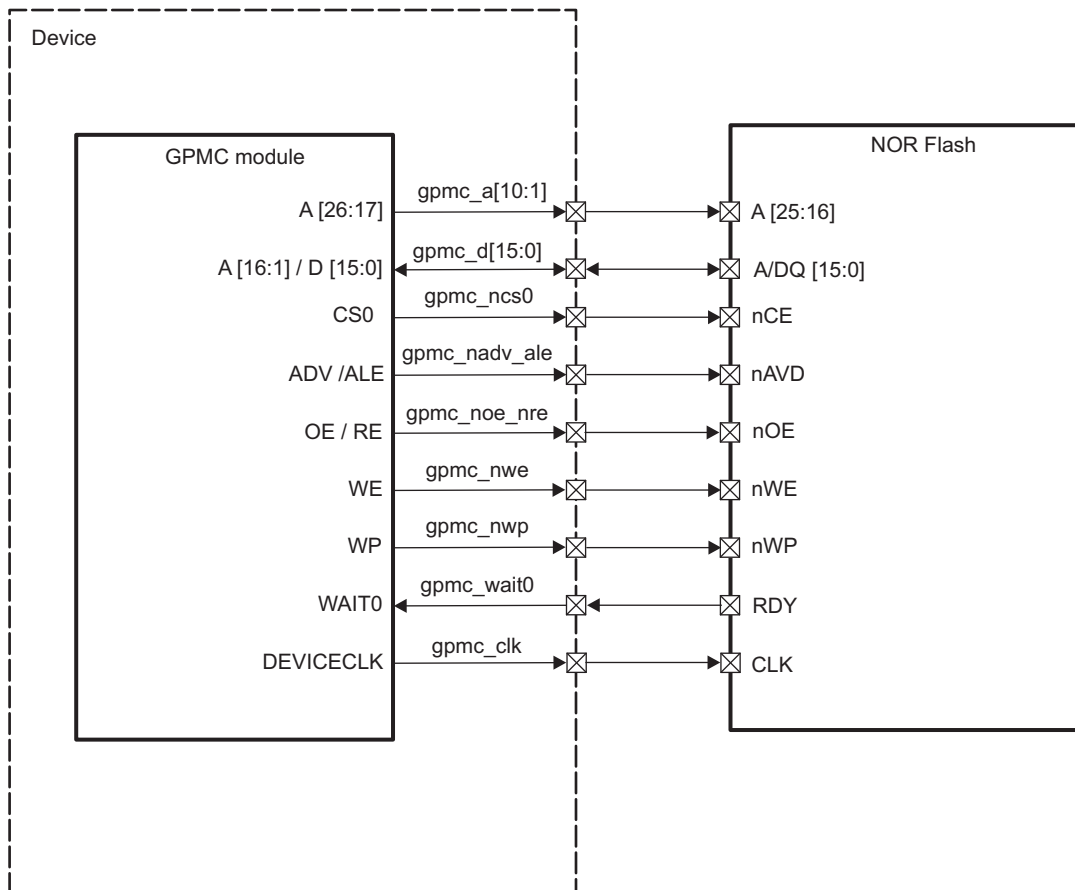 Device
GPMC module
NOR Flash
A [26:17] gpmc_a[10:1] A [25:16]
A [16:1] / D [15:0] gpmc_d[15:0] A/DQ [15:0]
CS0 gpmc_ncs0 nCE
ADV /ALE gpmc_nadv_ale nAVD
OE / RE gpmc_noe_nre nOE
WE gpmc_nwe nWE
WP gpmc_nwp nWP
WAIT0 gpmc_wait0 RDY
DEVICECLK gpmc_clk CLK